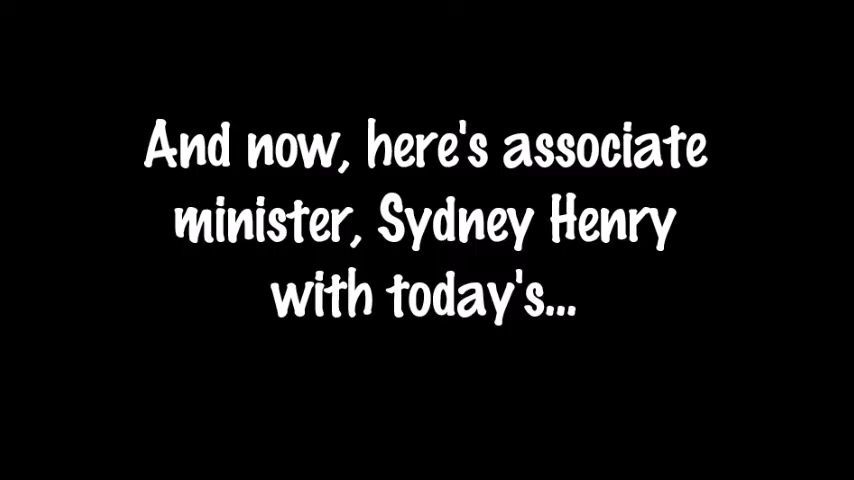 And now, here's associate
minister, Sydney Henry
with today's...